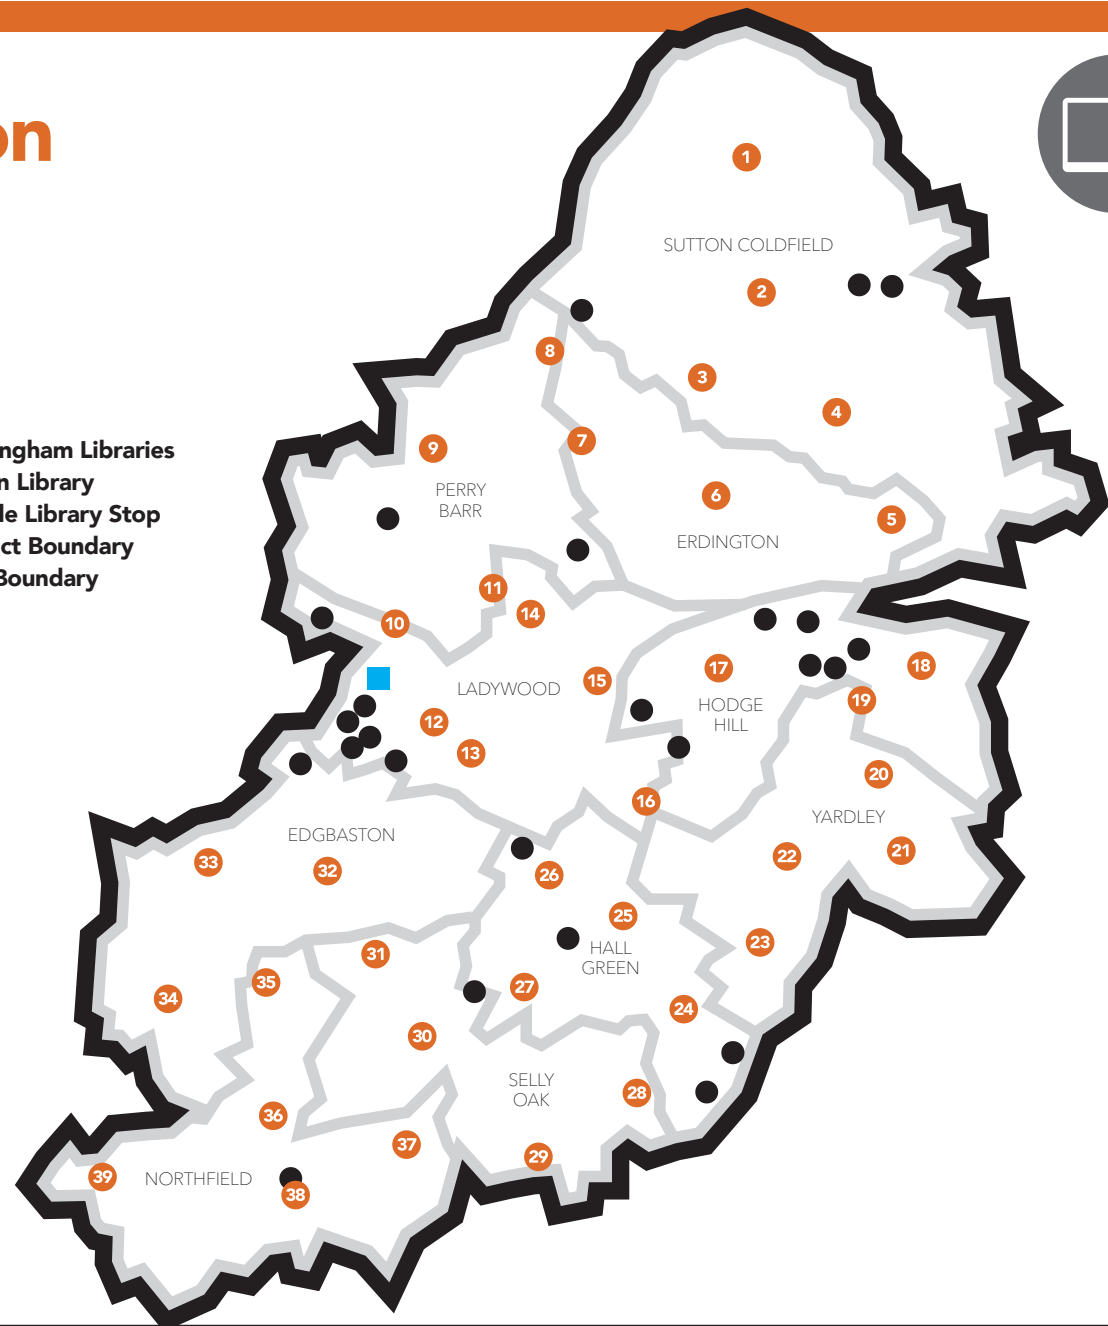 on
1
SUTTON COLDFIELD
2
8
3
4
ngham Libraries
n Library
le Library Stop
ct Boundary
Boundary
9
7
PERRY
BARR
6
5
ERDINGTON
11
14
10
LADYWOOD
15
17
18
HODGE
HILL
19
12
13
20
16
YARDLEY
EDGBASTON
33
32
26
22
21
25
HALL
GREEN
23
31
35
34
27
24
30
SELLY
OAK
28
36
37
29
39
NORTHFIELD
38